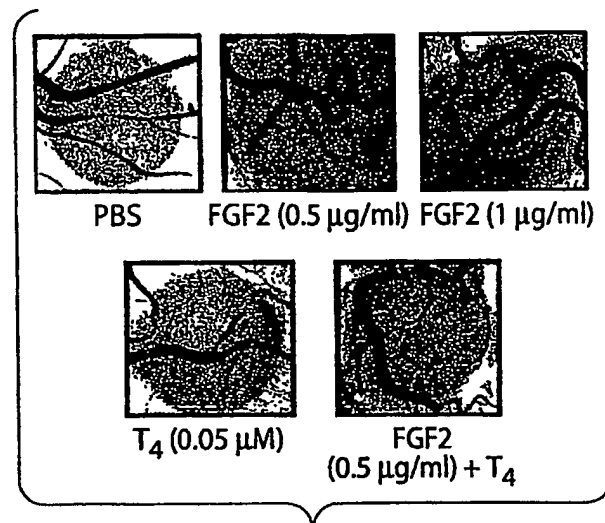 PBS
FGF2 (0.5 µg/ml)
FGF2 (1 µg/ml)
T4 (0.05 µM)
FGF2
(0.5 µg/ml) + T4